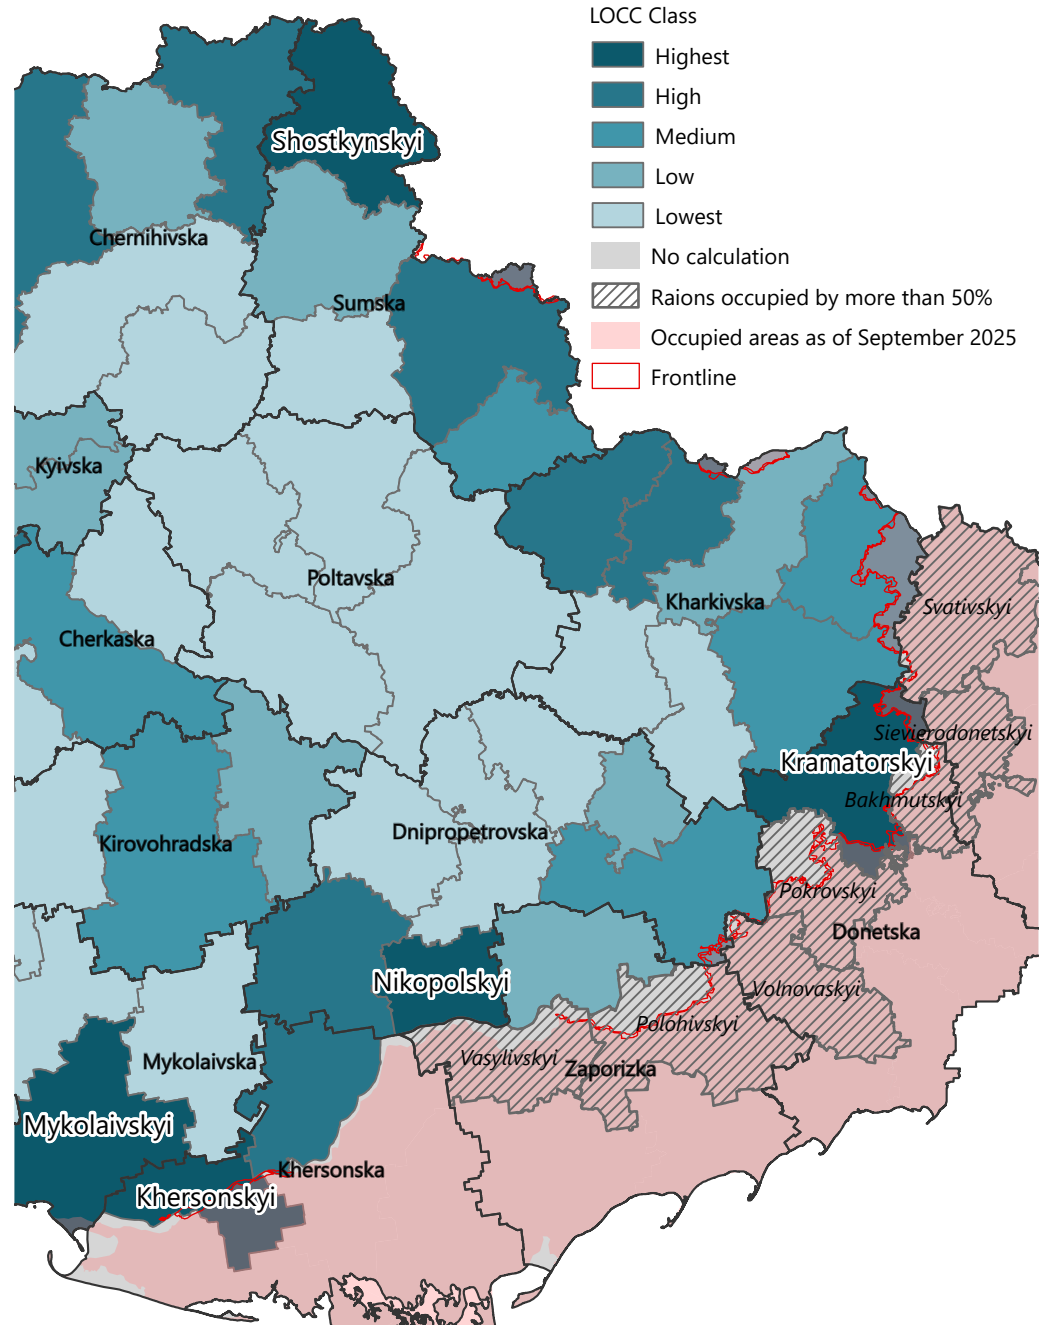 LOCC Class
Highest
High
Medium
Low
Lowest
No calculation
Raions occupied by more than 50%
Occupied areas as of September 2025
Frontline
Shostkynskyi
Chernihivska
Sumska
Kyivska
Poltavska
Kharkivska
Svativskyi
Cherkaska
Sievierodonetskyi
Kramatorskyi
Bakhmutskyi
Dnipropetrovska
Kirovohradska
Pokrovskyi
Donetska
Nikopolskyi
Volnovaskyi
Polohivskyi
Vasylivskyi
Zaporizka
Mykolaivska
Mykolaivskyi
Khersonska
Khersonskyi